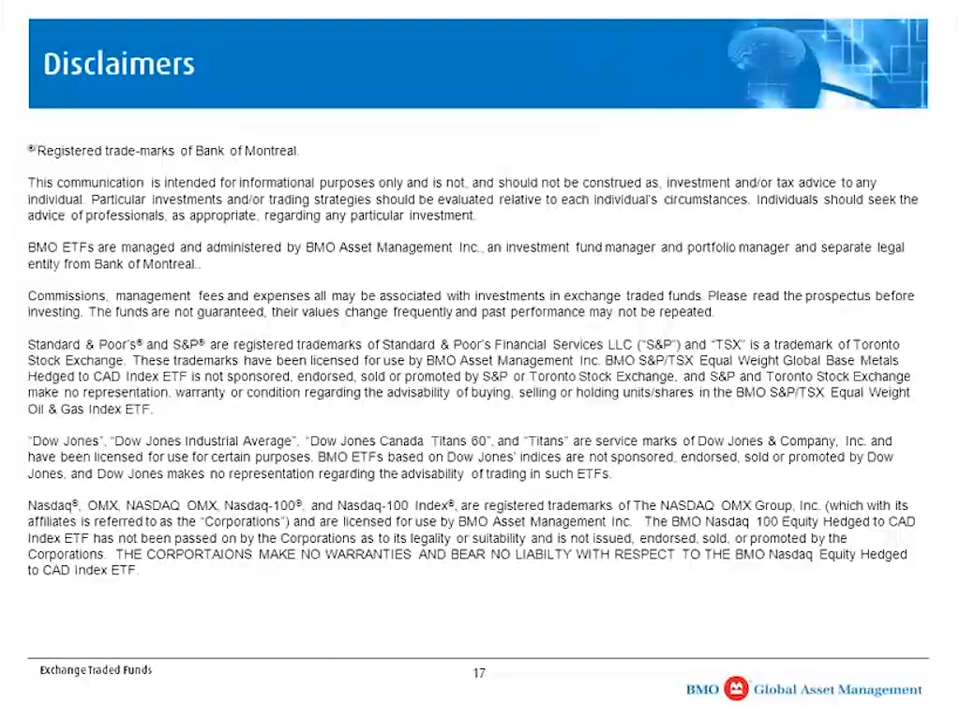 Disclaimers
®/Registered trade-marks of Bank of Montreal.
This communication is intended for informational purposes only and is not, and should not be construed as, investment and/or tax advice to any
individual. Particular investments and/or trading strategies should be evaluated relative to each individual's circumstances. Individuals should seek the
advice of professionals, as appropriate, regarding any particular investment.
BMO ETFs are managed and administered by BMO Asset Management Inc., an investment fund manager and portfolio manager and separate legal
entity from Bank of Montreal..
Commissions, management fees and expenses all may be associated with investments in exchange traded funds. Please read the prospectus before
investing. The funds are not guaranteed, their values change frequently and past performance may not be repeated.
Standard & Poor's® and S&P® are registered trademarks of Standard & Poor's Financial Services LLC ("S&P") and "TSX" is a trademark of Toronto
Stock Exchange. These trademarks have been licensed for use by BMO Asset Management Inc. BMO S&P/TSX Equal Weight Global Base Metals
Hedged to CAD Index ETF is not sponsored, endorsed, sold or promoted by S&P or Toronto Stock Exchange, and S&P and Toronto Stock Exchange
make no representation, warranty or condition regarding the advisability of buying, selling or holding units/shares in the BMO S&P/TSX Equal Weight
Oil & Gas Index ETF.
"Dow Jones", "Dow Jones Industrial Average", "Dow Jones Canada Titans 60", and "Titans" are service marks of Dow Jones & Company, Inc. and
have been licensed for use for certain purposes. BMO ETFs based on Dow Jones' indices are not sponsored, endorsed, sold or promoted by Dow
Jones, and Dow Jones makes no representation regarding the advisability of trading in such ETFs.
Nasdaq®, OMX, NASDAQ OMX, Nasdaq-100®, and Nasdaq-100 Index®, are registered trademarks of The NASDAQ OMX Group, Inc. (which with its
affiliates is referred to as the "Corporations") and are licensed for use by BMO Asset Management Inc. The BMO Nasdaq 100 Equity Hedged to CAD
Index ETF has not been passed on by the Corporations as to its legality or suitability and is not issued, endorsed, sold, or promoted by the
Corporations. THE CORPORTAIONS MAKE NO WARRANTIES AND BEAR NO LIABILTY WITH RESPECT TO THE BMO Nasdaq Equity Hedged
to CAD Index ETF.
Exchange Traded Funds
17
BMO Global Asset Management